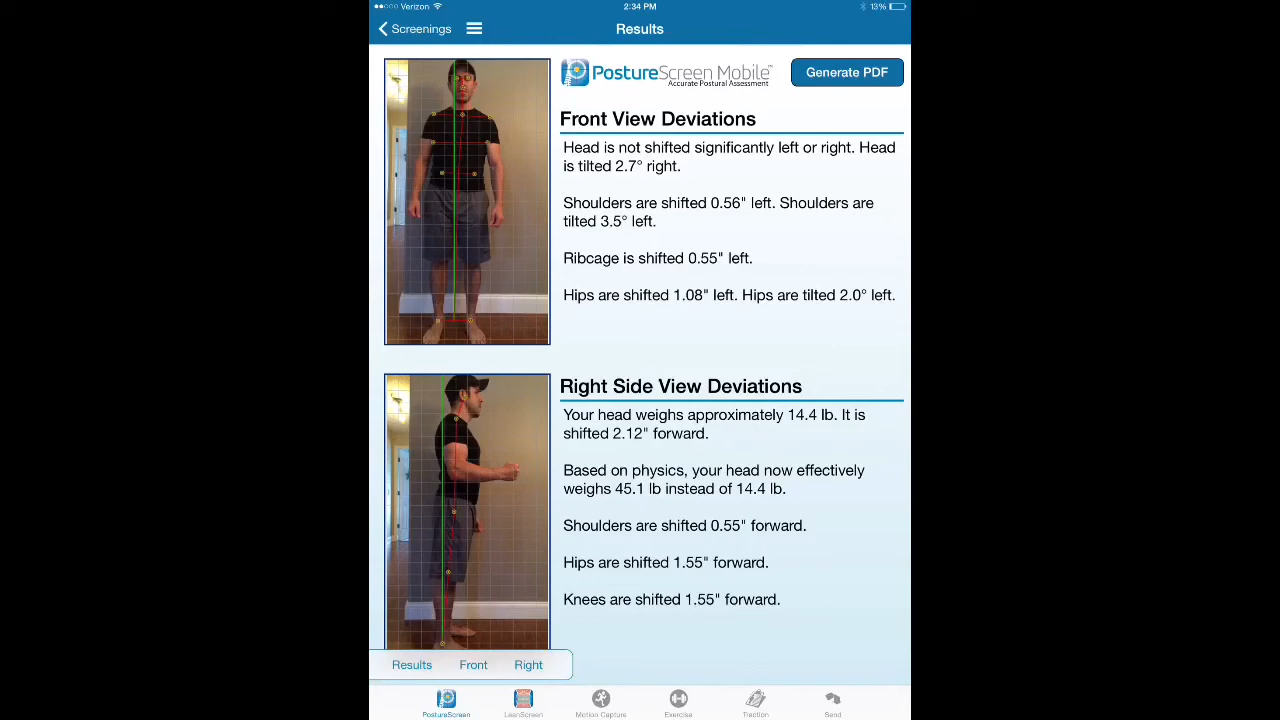 Verizon
2:34 PM
13%
Screenings
Results
PostureScreen Mobile™
Accurate Postural Assessment
Generate PDF
Front View Deviations
Head is not shifted significantly left or right. Head
is tilted 2.7° right.
Shoulders are shifted 0.56" left. Shoulders are
tilted 3.5° left.
Ribcage is shifted 0.55" left.
Hips are shifted 1.08" left. Hips are tilted 2.0° left.
Right Side View Deviations
Your head weighs approximately 14.4 lb. It is
shifted 2.12" forward.
Based on physics, your head now effectively
weighs 45.1 lb instead of 14.4 lb.
Shoulders are shifted 0.55" forward.
Hips are shifted 1.55" forward.
Knees are shifted 1.55" forward.
Results Front Right
PostureScreen LeanScreen Motion Capture Exercise Traction Send